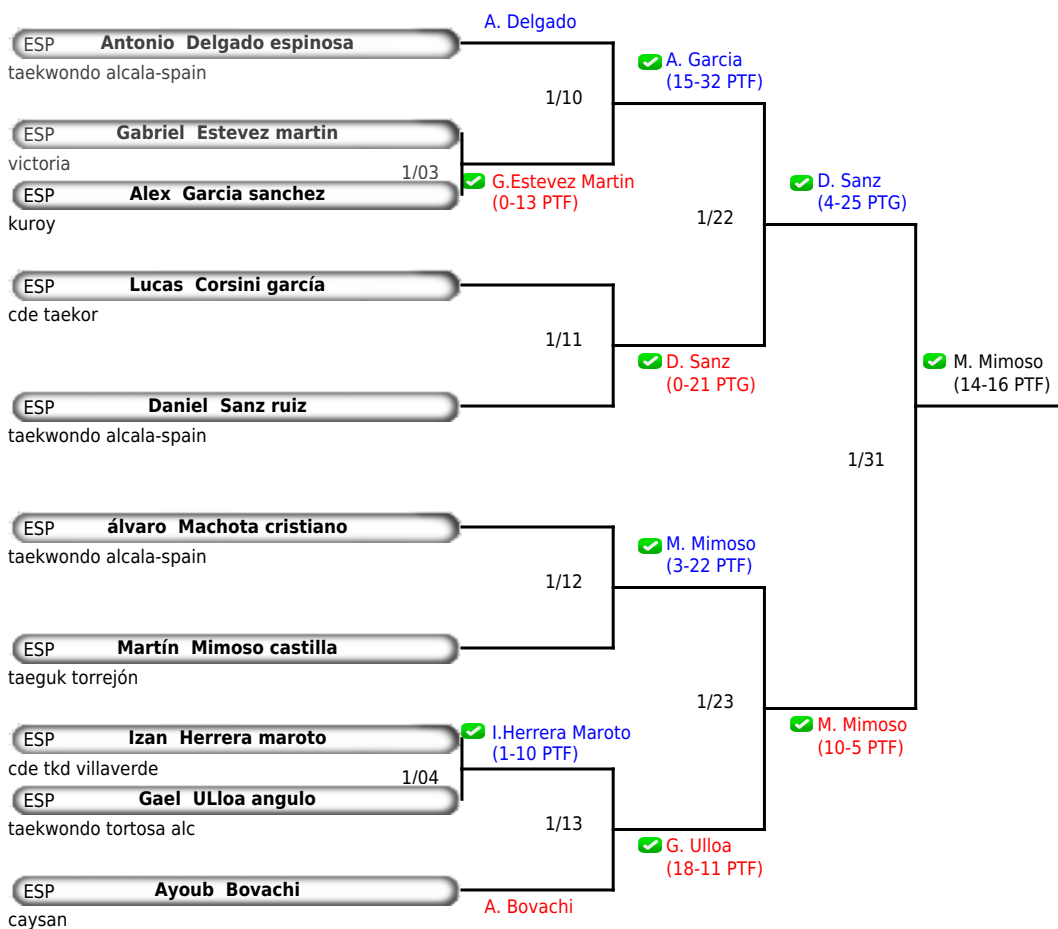 A. Delgado
ESP Antonio Delgado espinosa
taekwondo alcala-spain
A. Garcia
(15-32 PTF)
1/10
ESP Gabriel Estevez martin
victoria
1/03
G.Estevez Martin
(0-13 PTF)
ESP Alex Garcia sanchez
kuroy
D. Sanz
(4-25 PTG)
1/22
ESP Lucas Corsini garcía
cde taekor
1/11
D. Sanz
(0-21 PTG)
M. Mimoso
(14-16 PTF)
ESP Daniel Sanz ruiz
taekwondo alcala-spain
1/31
ESP álvaro Machota cristiano
taekwondo alcala-spain
M. Mimoso
(3-22 PTF)
1/12
ESP Martín Mimoso castilla
taeguk torrejón
1/23
M. Mimoso
(10-5 PTF)
ESP Izan Herrera maroto
cde tkd villaverde
I.Herrera Maroto
(1-10 PTF)
1/04
ESP Gael ULloa angulo
taekwondo tortosa alc
1/13
G. Ulloa
(18-11 PTF)
ESP Ayoub Bovachi
caysan
A. Bovachi